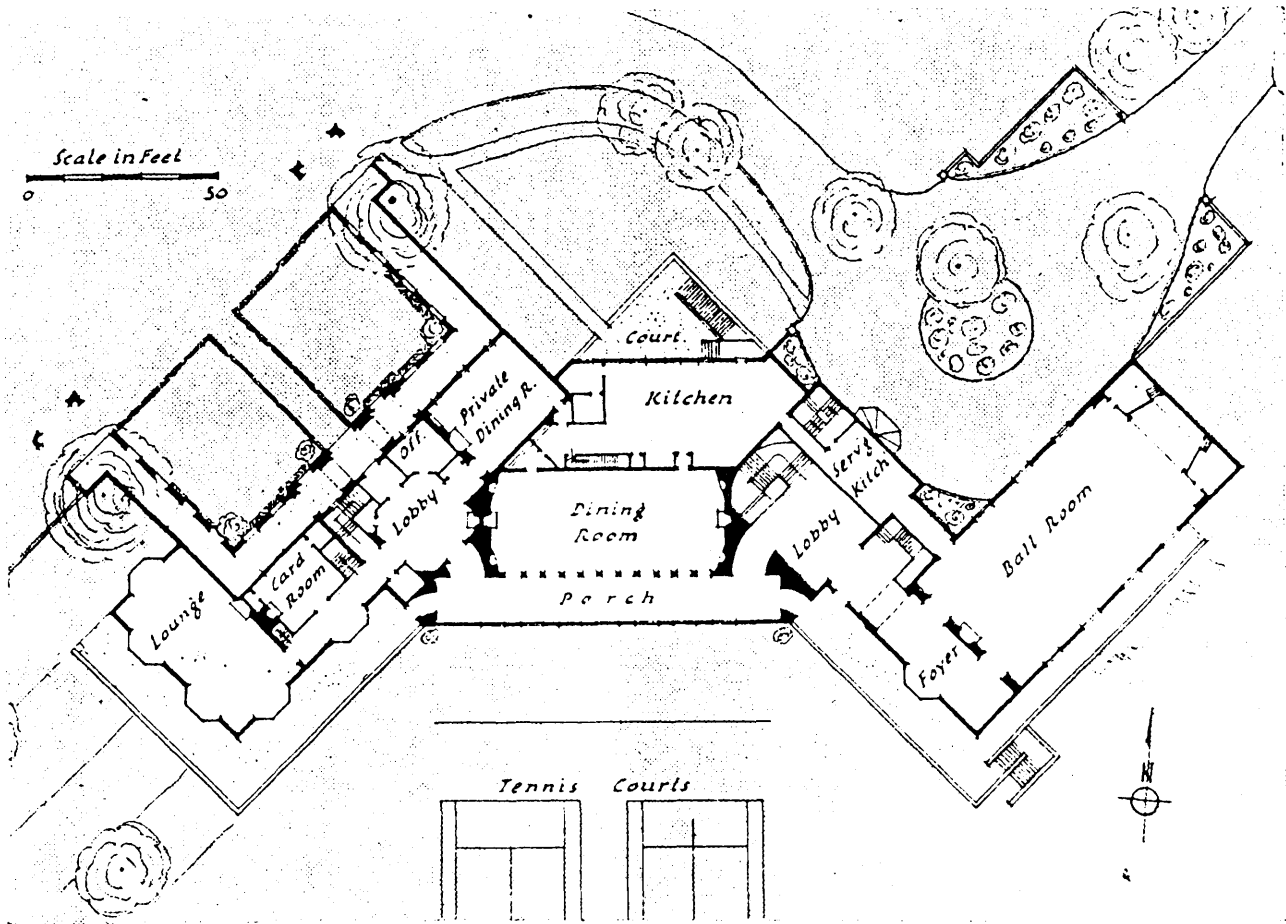 Scale in Feet
0 50
A
A
Court.
Kitchen
Private
Dining R.
Off.
Lobby
Serv'g
Kitch
Dining
Room
Lobby
Ball Room
Card
Room
Lounge
Porch
Foyer
Tennis Courts
N